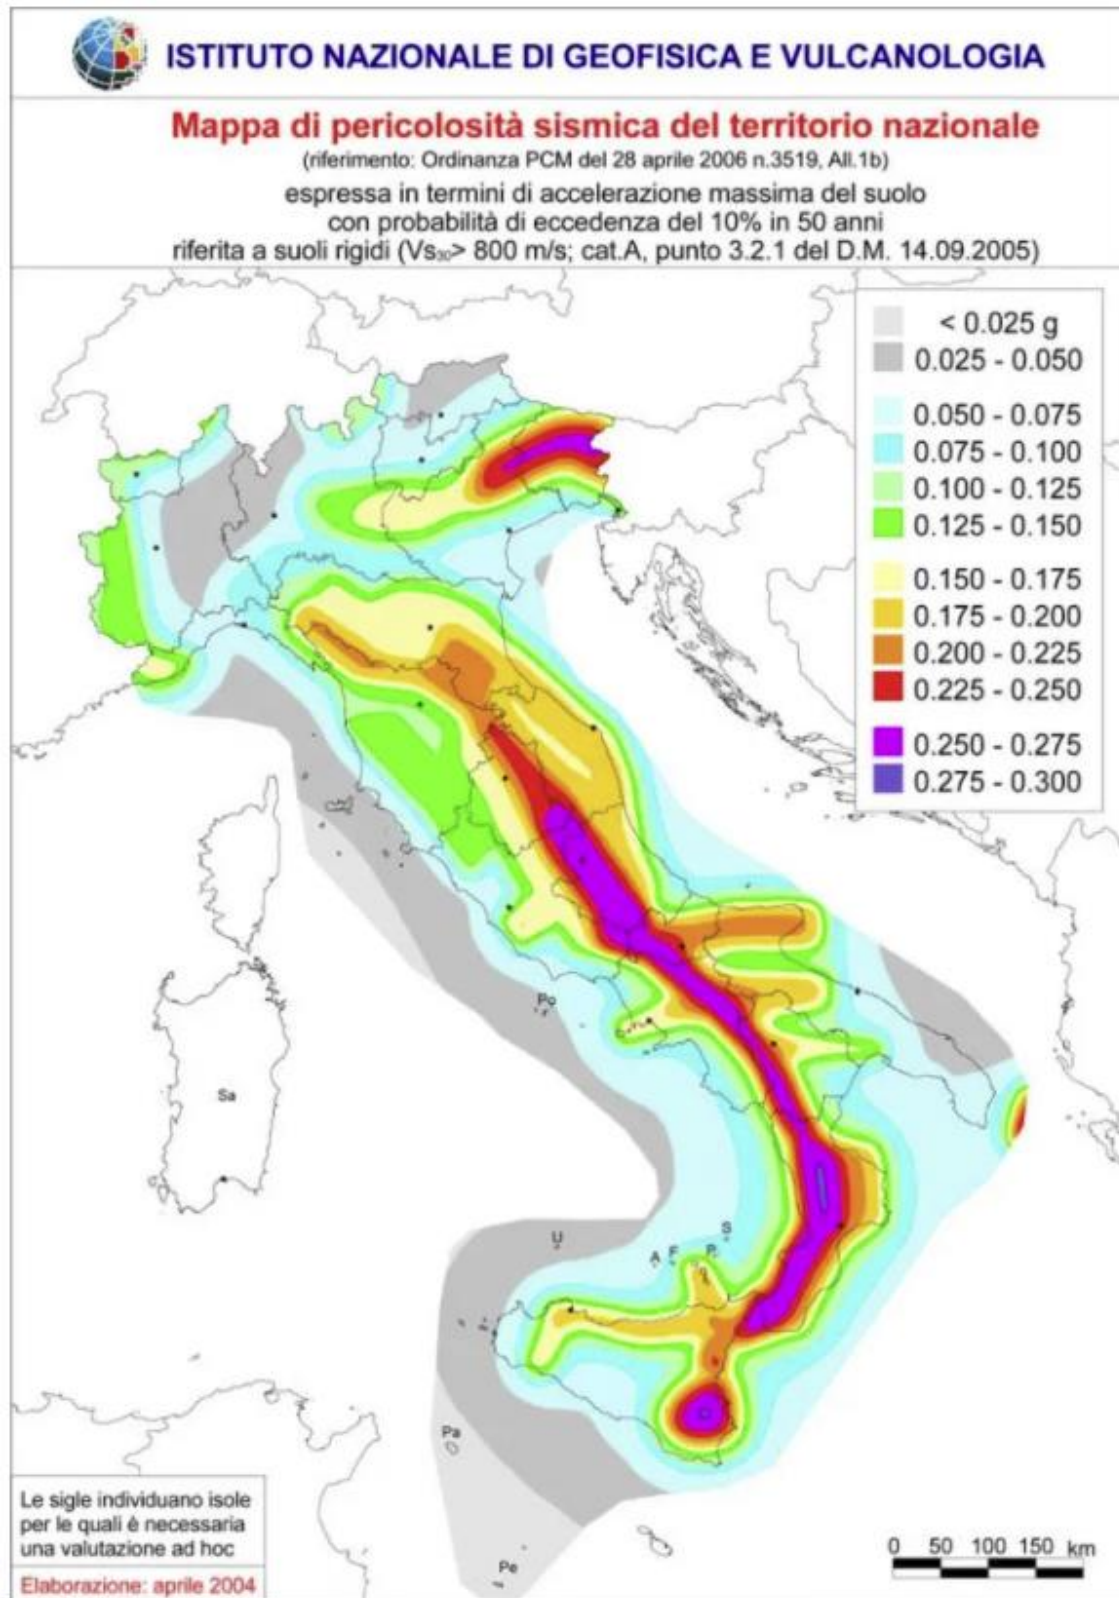 ISTITUTO NAZIONALE DI GEOFISICA E VULCANOLOGIA
Mappa di pericolosità sismica del territorio nazionale
(riferimento: Ordinanza PCM del 28 aprile 2006 n.3519, All.1b)
espressa in termini di accelerazione massima del suolo
con probabilità di eccedenza del 10% in 50 anni
riferita a suoli rigidi (Vs₃₀> 800 m/s; cat.A, punto 3.2.1 del D.M. 14.09.2005)
< 0.025 g
0.025 - 0.050
0.050 - 0.075
0.075 - 0.100
0.100 - 0.125
0.125 - 0.150
0.150 - 0.175
0.175 - 0.200
0.200 - 0.225
0.225 - 0.250
0.250 - 0.275
0.275 - 0.300
Po
Sa
U
A
F
P
S
Pa
Pe
Le sigle individuano isole
per le quali è necessaria
una valutazione ad hoc
Elaborazione: aprile 2004
0 50 100 150 km